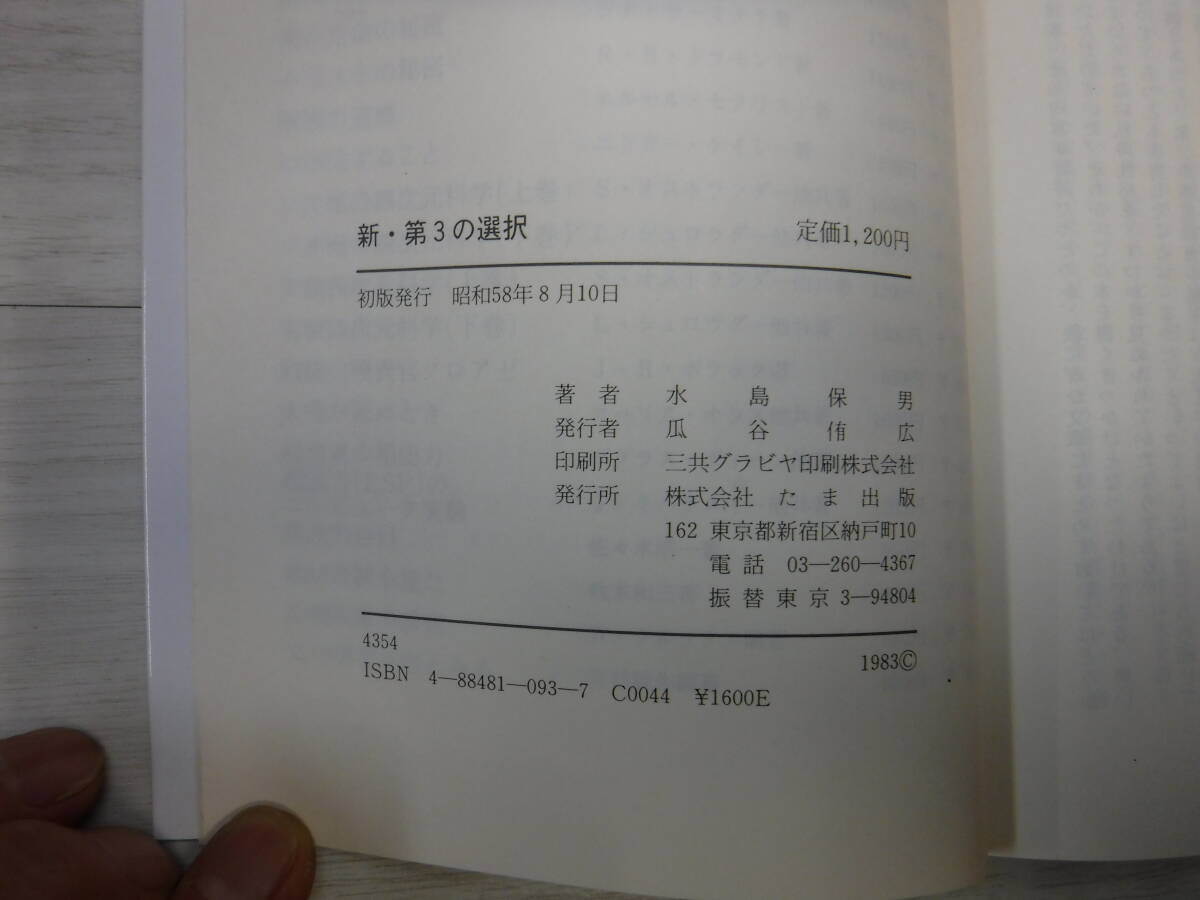 新・第3の選択　定価1,200円
初版発行　昭和58年8月10日
著者　水島保男
発行者　瓜谷侑広
印刷所　三共グラビヤ印刷株式会社
発行所　株式会社 たま出版
162 東京都新宿区納戸町10
電話　03—260—4367
振替東京 3—94804
4354　1983©
ISBN 4—88481—093—7 C0044 ¥1600E